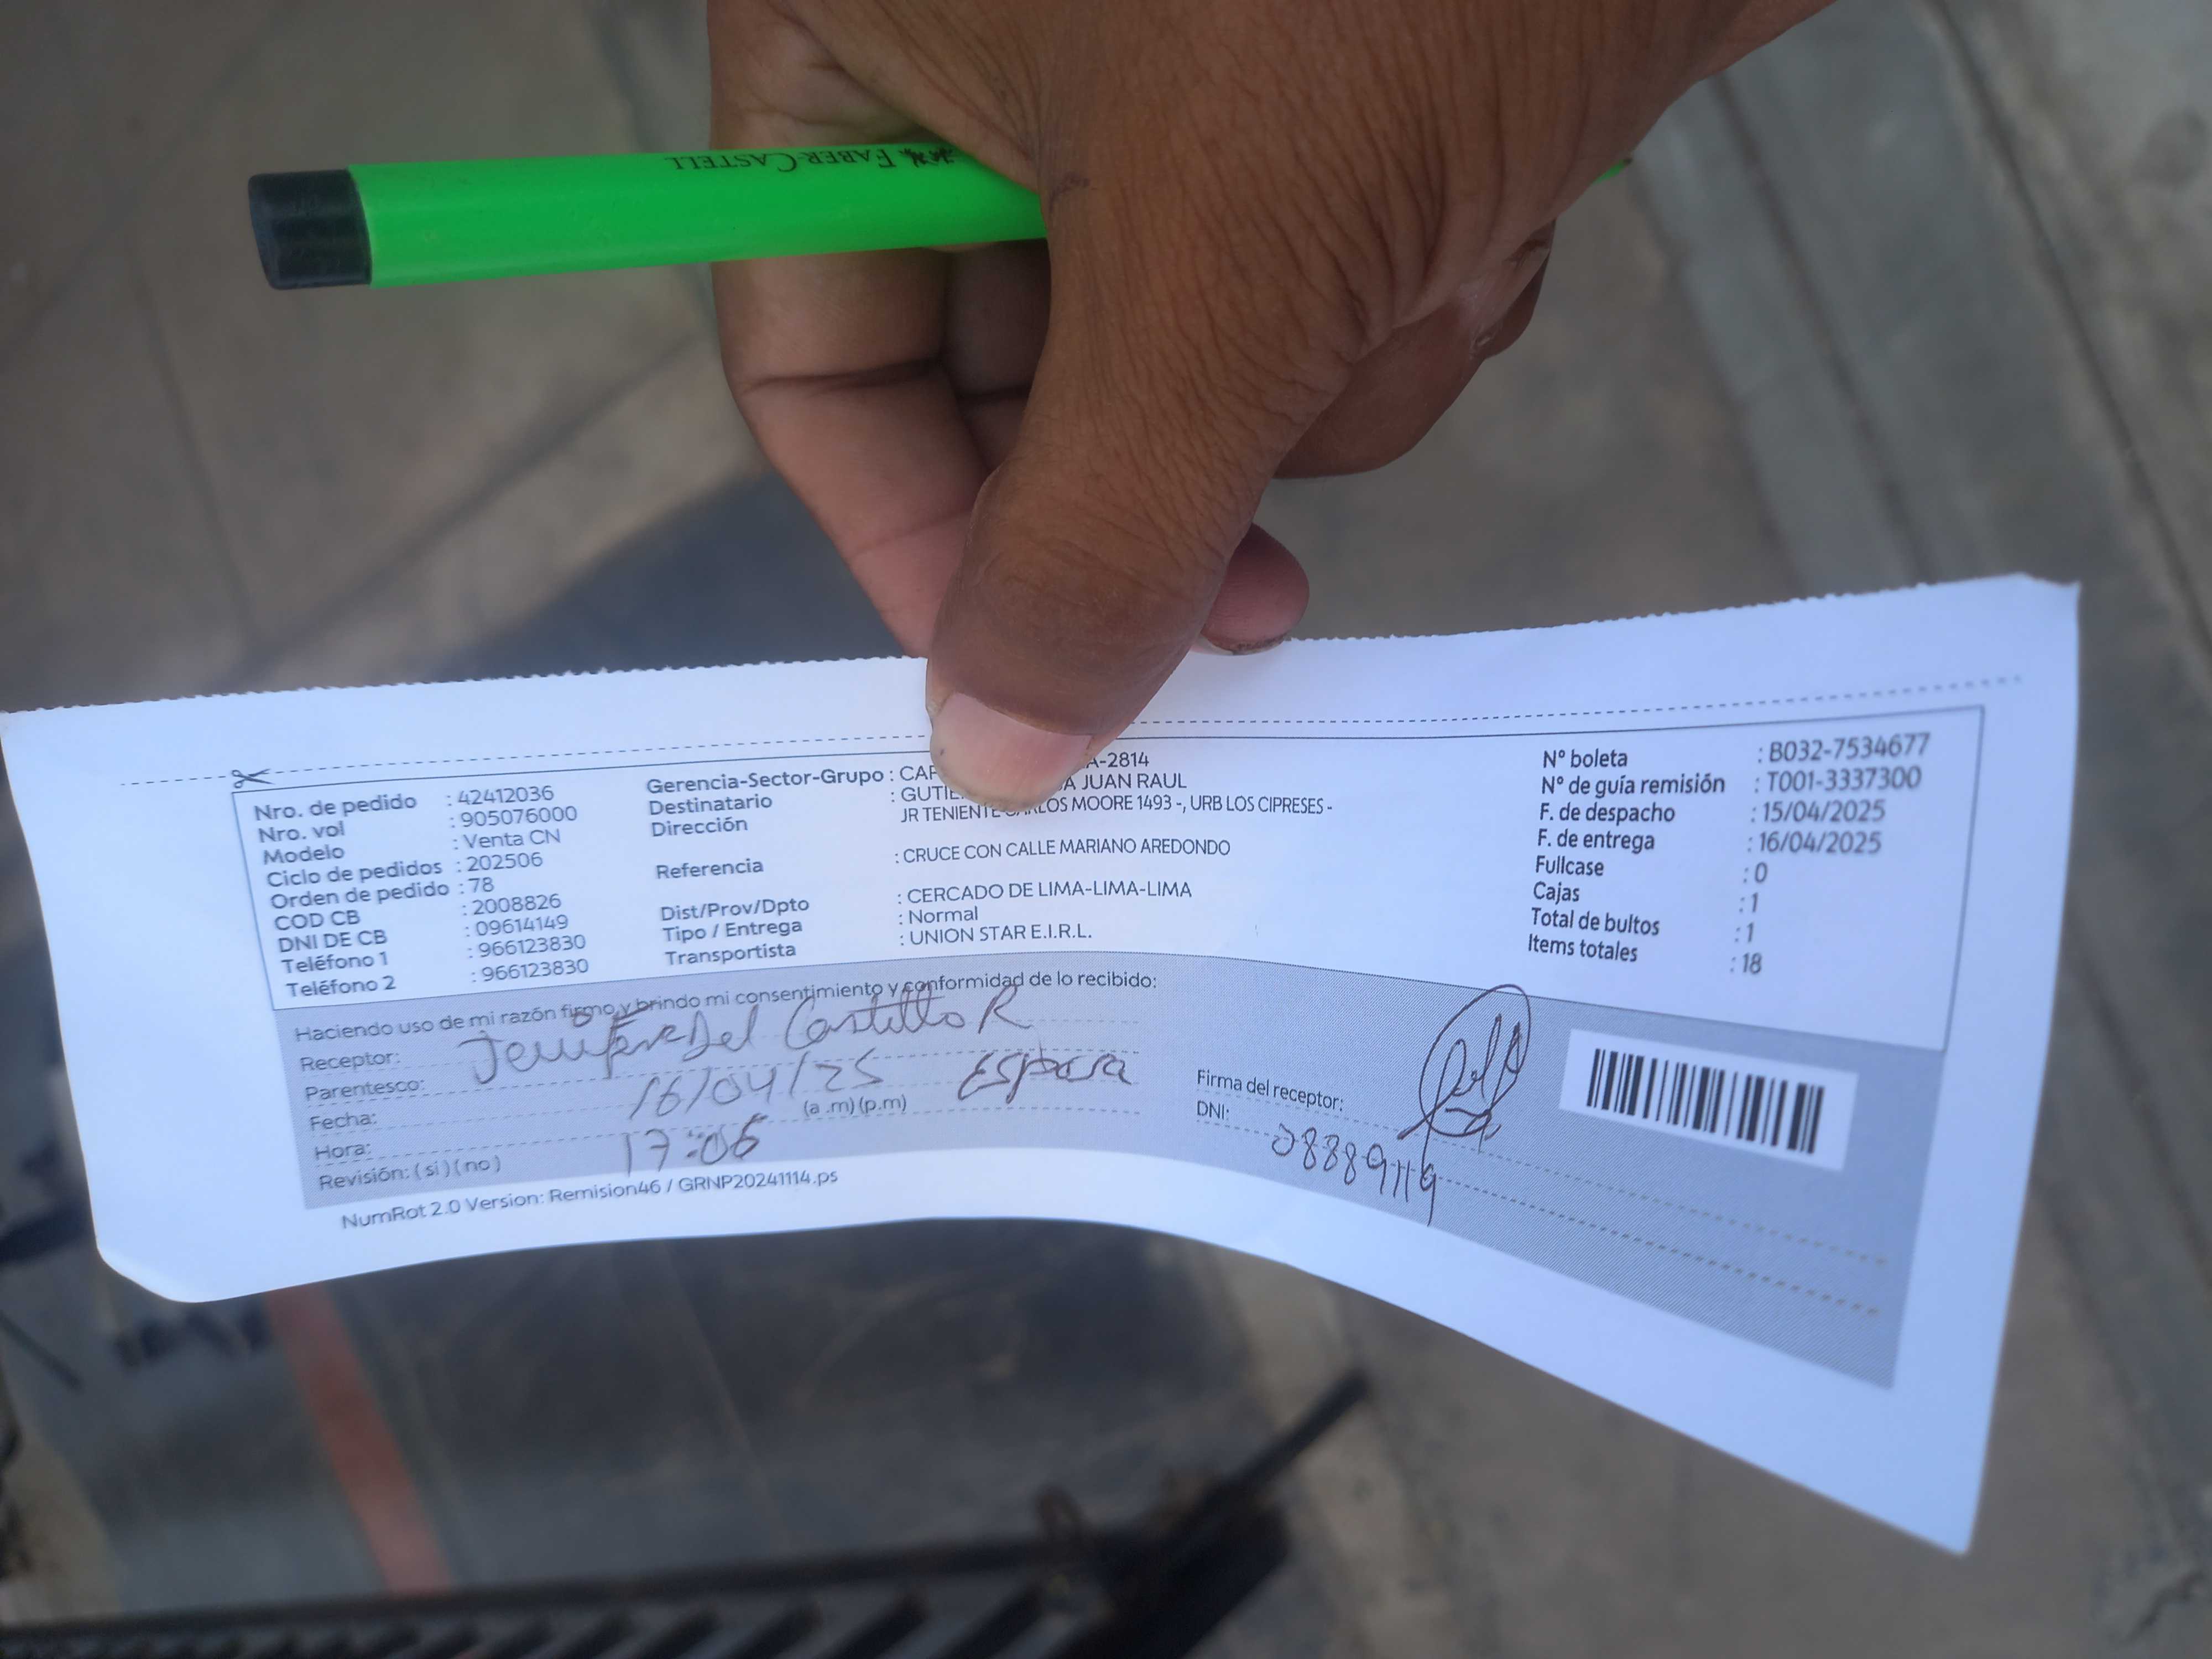 FABER-CASTELL
Nro. de pedido : 42412036
Nro. vol : 905076000
Modelo : Venta CN
Ciclo de pedidos : 202506
Orden de pedido : 78
COD CB : 2008826
DNI DE CB : 09614149
Teléfono 1 : 966123830
Teléfono 2 : 966123830
Gerencia-Sector-Grupo : A-2814
Destinatario : JUAN RAUL
Dirección JR TENIENTE CARLOS MOORE 1493 -, URB LOS CIPRESES -
Referencia : CRUCE CON CALLE MARIANO AREDONDO
Dist/Prov/Dpto : CERCADO DE LIMA-LIMA-LIMA
Tipo / Entrega : Normal
Transportista : UNION STAR E.I.R.L.
N° boleta : B032-7534677
N° de guía remisión : T001-3337300
F. de despacho : 15/04/2025
F. de entrega : 16/04/2025
Fullcase : 0
Cajas : 1
Total de bultos : 1
Items totales : 18
Haciendo uso de mi razón firmo y brindo mi consentimiento y conformidad de lo recibido:
Receptor: Del Castillo R
Parentesco: Esposa
Fecha: 16/04/25
Hora: 17:05 (a.m) (p.m)
Revisión: (si) (no)
Firma del receptor:
DNI: 08889119
NumRot 2.0 Version: Remision46 / GRNP20241114.ps